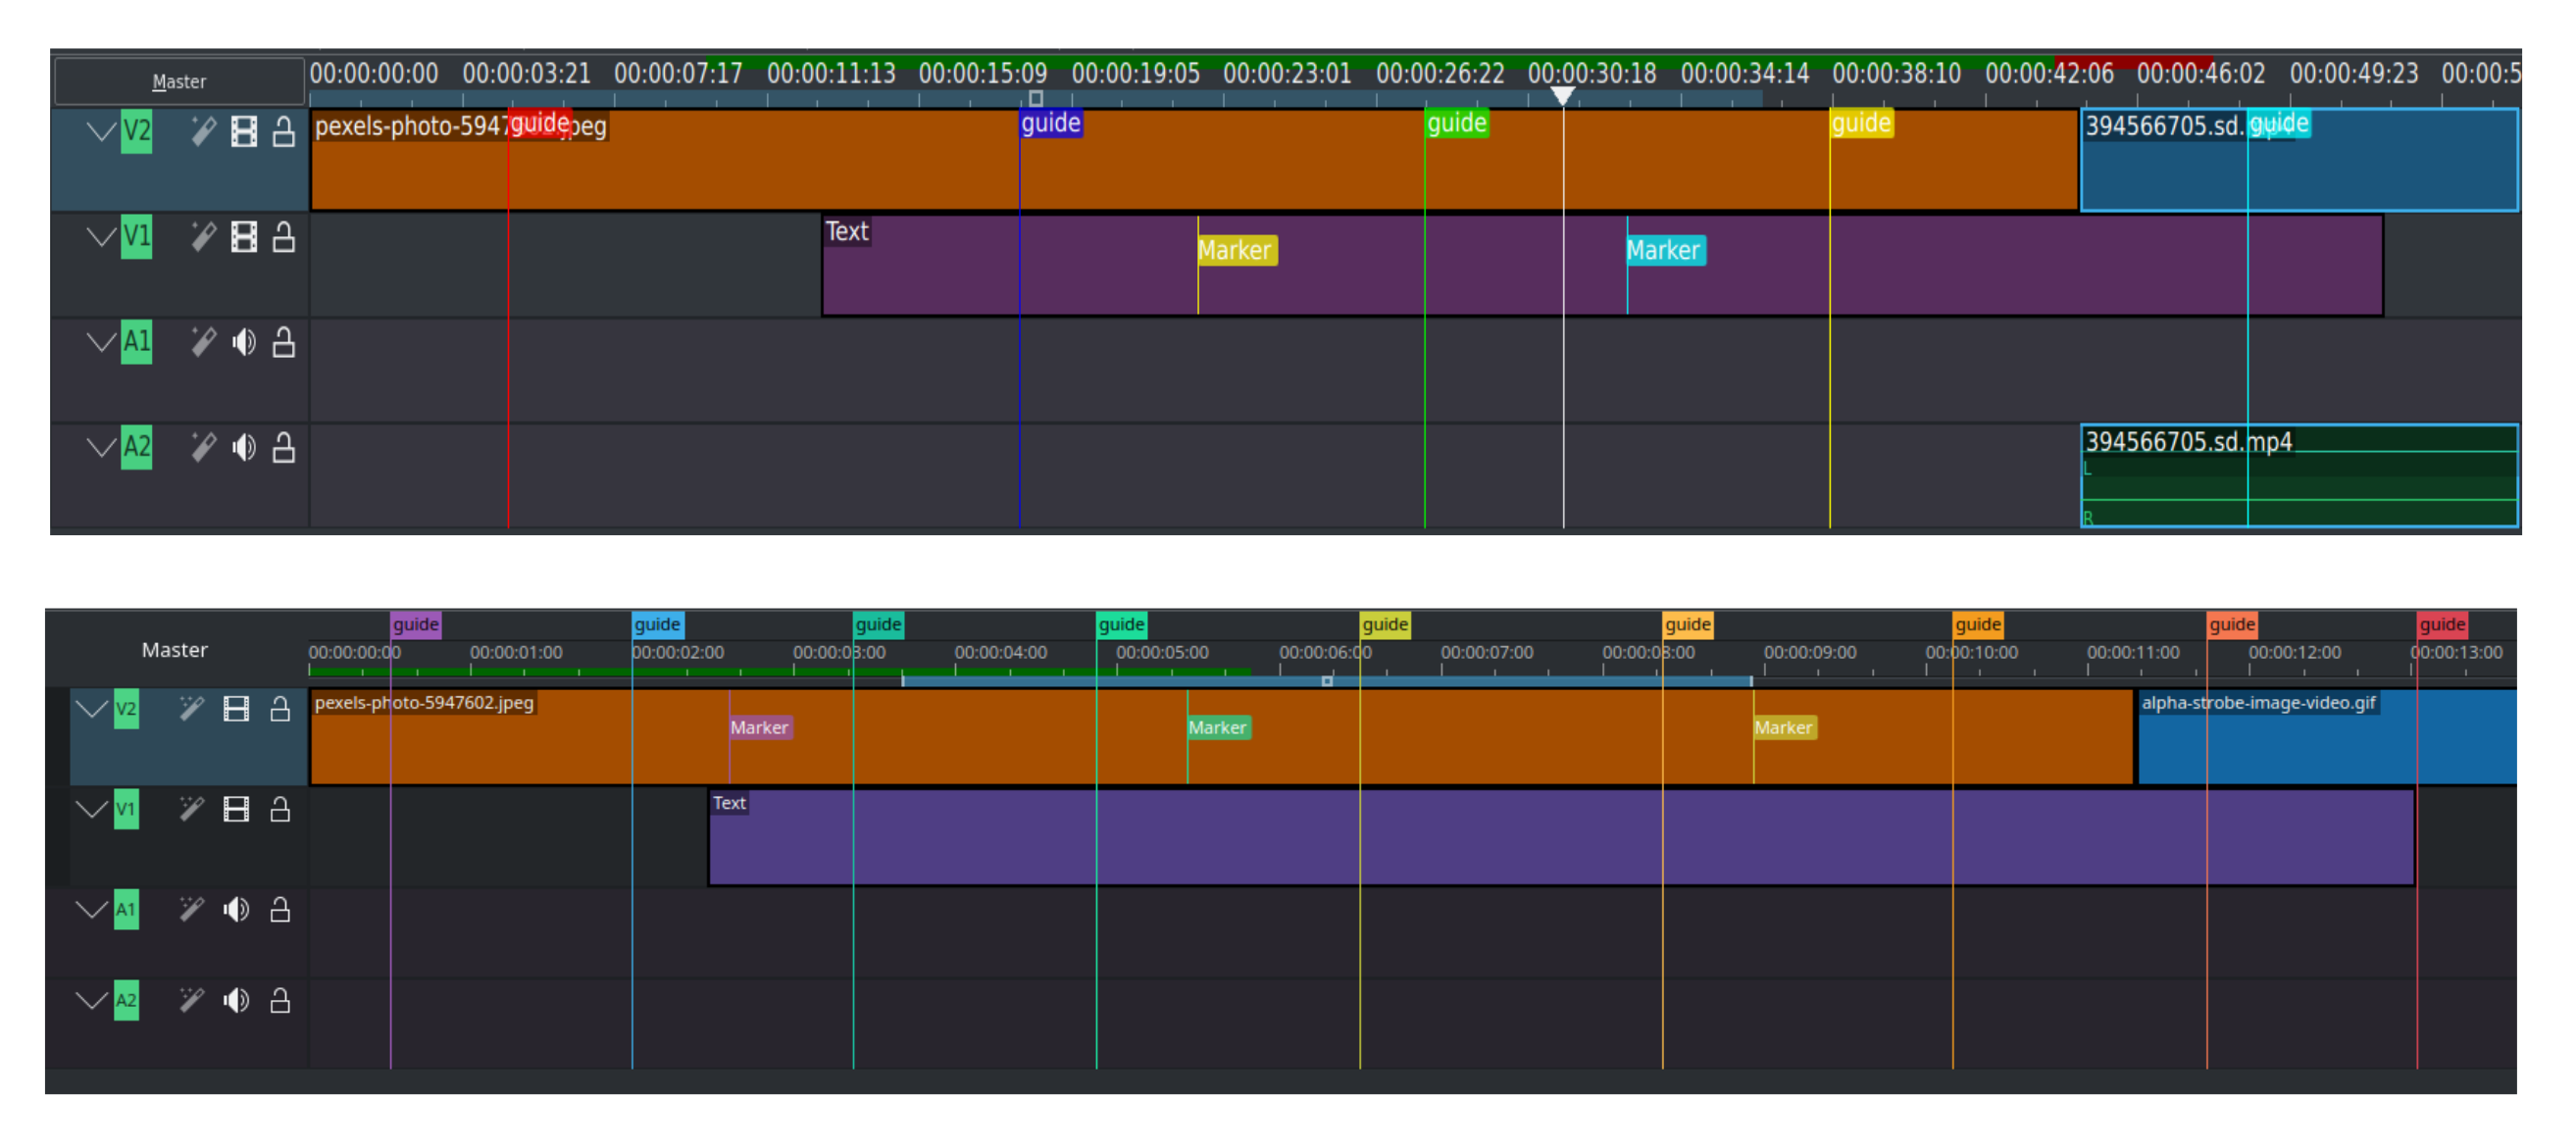 Master 00:00:00:00 00:00:03:21 00:00:07:17 00:00:11:13 00:00:15:09 00:00:19:05 00:00:23:01 00:00:26:22 00:00:30:18 00:00:34:14 00:00:38:10 00:00:42:06 00:00:46:02 00:00:49:23 00:00:5
V2 pexels-photo-5947 guide peg guide guide guide 394566705.sd. guide
V1 Text Marker Marker
A1
A2 394566705.sd.mp4
L
R
guide guide guide guide guide guide guide guide guide
Master 00:00:00:00 00:00:01:00 00:00:02:00 00:00:03:00 00:00:04:00 00:00:05:00 00:00:06:00 00:00:07:00 00:00:08:00 00:00:09:00 00:00:10:00 00:00:11:00 00:00:12:00 00:00:13:00
V2 pexels-photo-5947602.jpeg alpha-strobe-image-video.gif
Marker Marker Marker
V1 Text
A1
A2